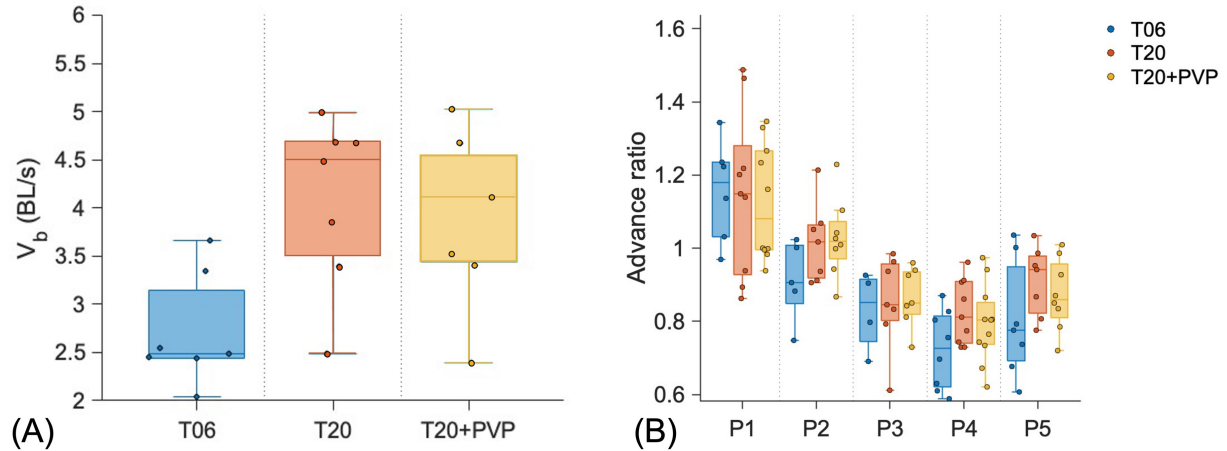 6
5.5
5
4.5
4
3.5
3
2.5
2
V_b (BL/s)
T06
T20
T20+PVP
(A)
1.6
1.4
1.2
1
0.8
0.6
Advance ratio
P1
P2
P3
P4
P5
(B)
T06
T20
T20+PVP